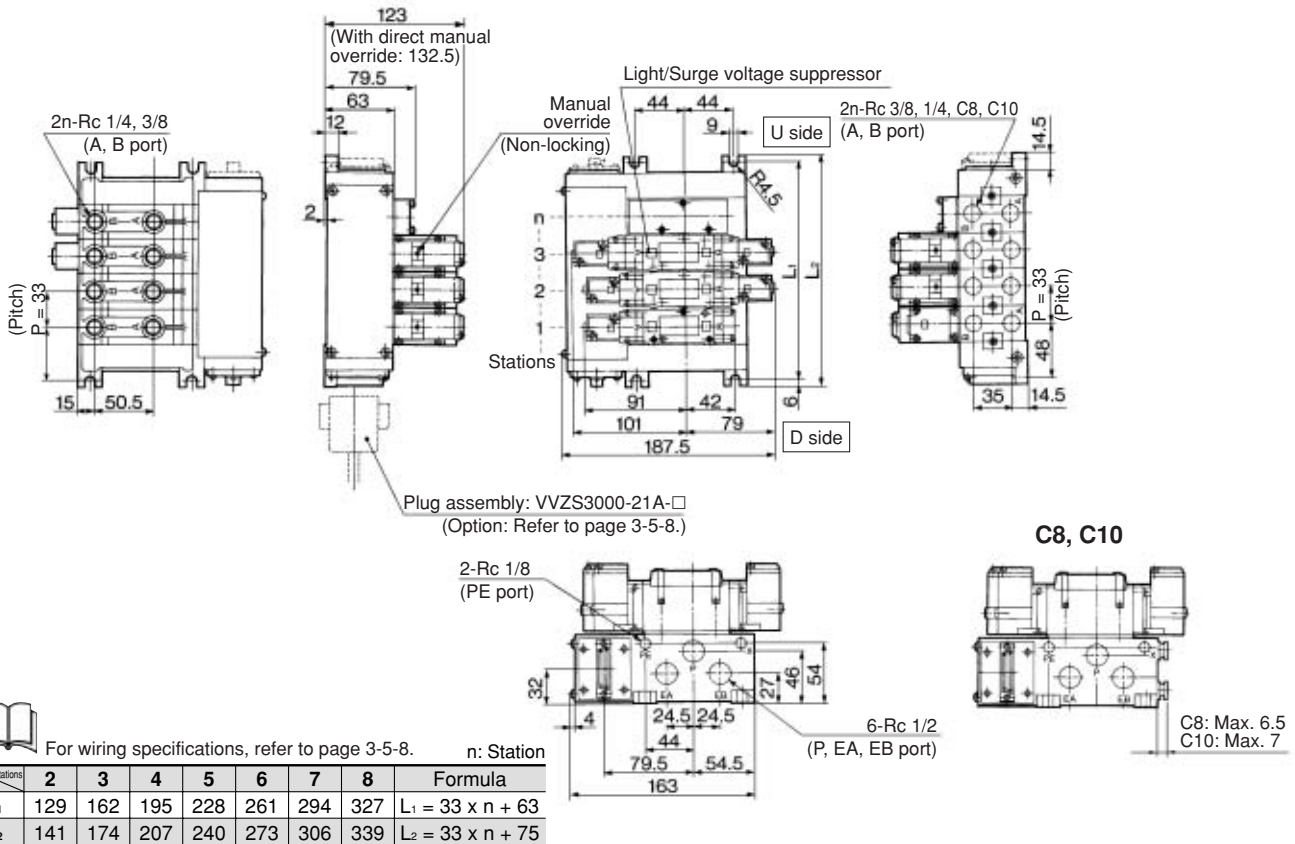 123
(With direct manual
override: 132.5)
79.5
63
12
2
Manual
override
(Non-locking)
2n-Rc 1/4, 3/8
(A, B port)
B
A
B
A
B
A
B
A
(Pitch)
P = 33
15
50.5
Light/Surge voltage suppressor
44
44
9
U side
R4.5
n
3
2
1
Stations
L₁
L₂
6
91
42
101
79
187.5
D side
2n-Rc 3/8, 1/4, C8, C10
(A, B port)
14.5
A
B
A
B
P = 33
(Pitch)
48
35
14.5
Plug assembly: VVZS3000-21A-□
(Option: Refer to page 3-5-8.)
2-Rc 1/8
(PE port)
P
EA
EB
32
4
24.5
24.5
27
46
54
44
79.5
54.5
163
6-Rc 1/2
(P, EA, EB port)
C8, C10
P
EA
EB
C8: Max. 6.5
C10: Max. 7
For wiring specifications, refer to page 3-5-8.
n: Station
Stations 2 3 4 5 6 7 8 Formula
129 162 195 228 261 294 327 L₁ = 33 x n + 63
141 174 207 240 273 306 339 L₂ = 33 x n + 75